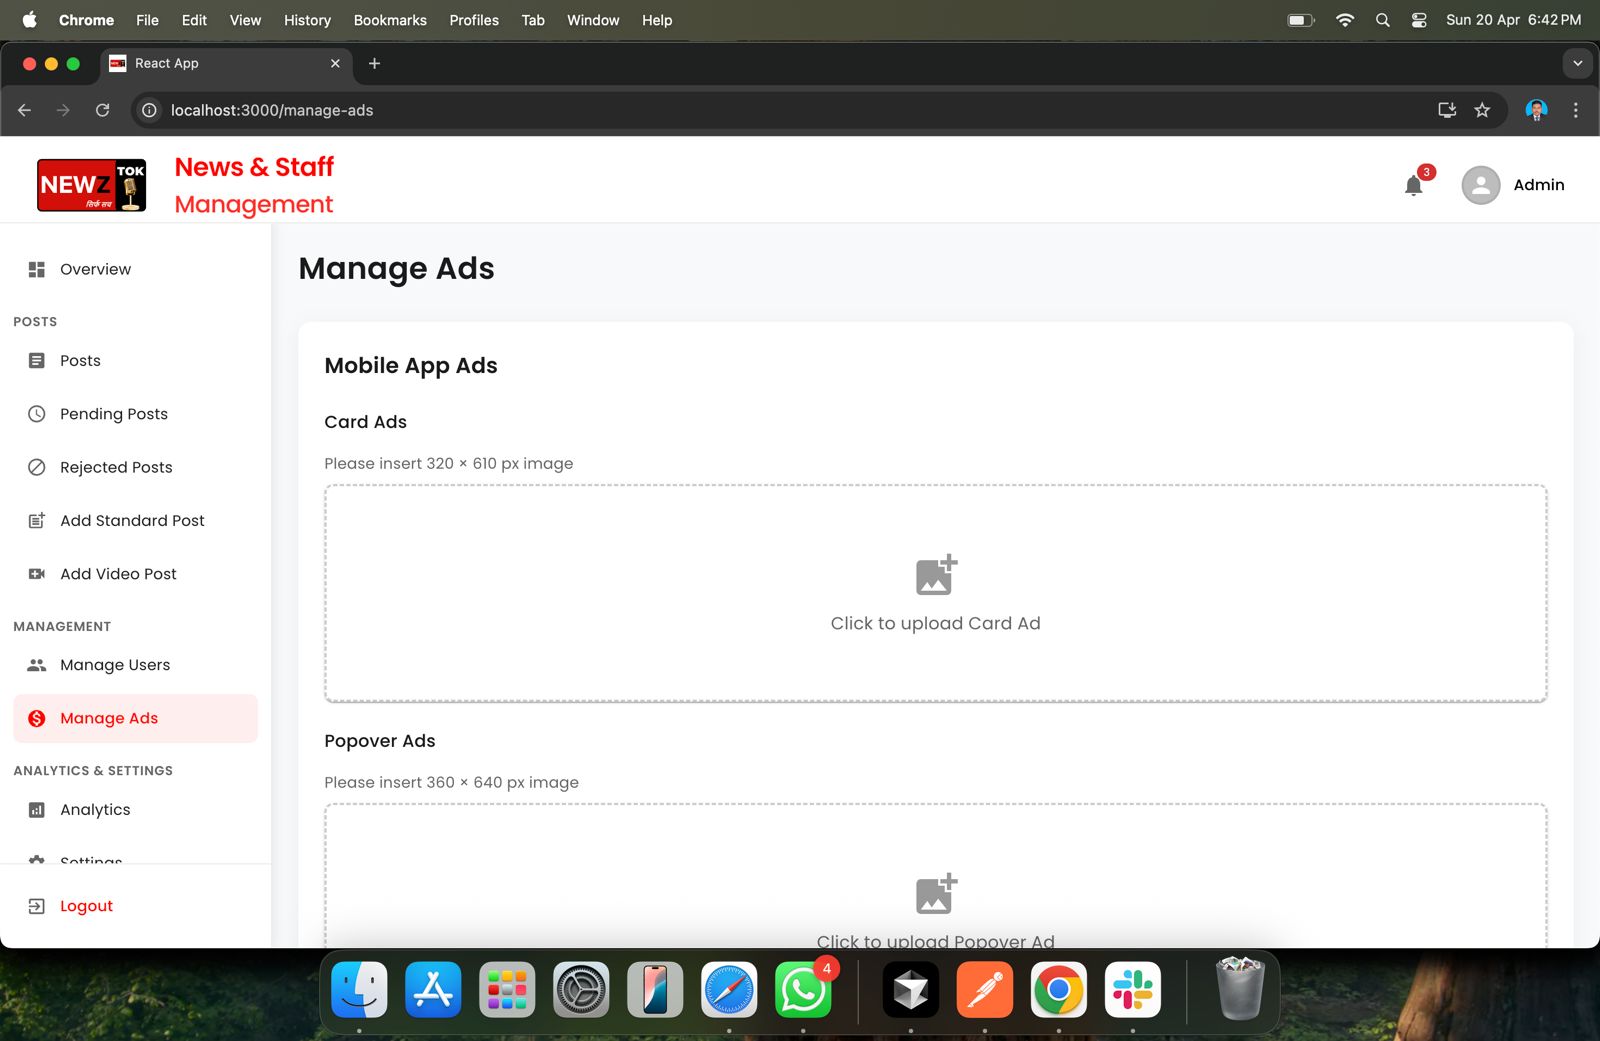 Chrome File Edit View History Bookmarks Profiles Tab Window Help Sun 20 Apr 6:42 PM
React App
localhost:3000/manage-ads
NEWZ TOK
सिर्फ सच
News & Staff
Management
3
Admin
Overview
POSTS
Posts
Pending Posts
Rejected Posts
Add Standard Post
Add Video Post
MANAGEMENT
Manage Users
Manage Ads
ANALYTICS & SETTINGS
Analytics
Settings
Logout
Manage Ads
Mobile App Ads
Card Ads
Please insert 320 × 610 px image
Click to upload Card Ad
Popover Ads
Please insert 360 × 640 px image
Click to upload Popover Ad
4